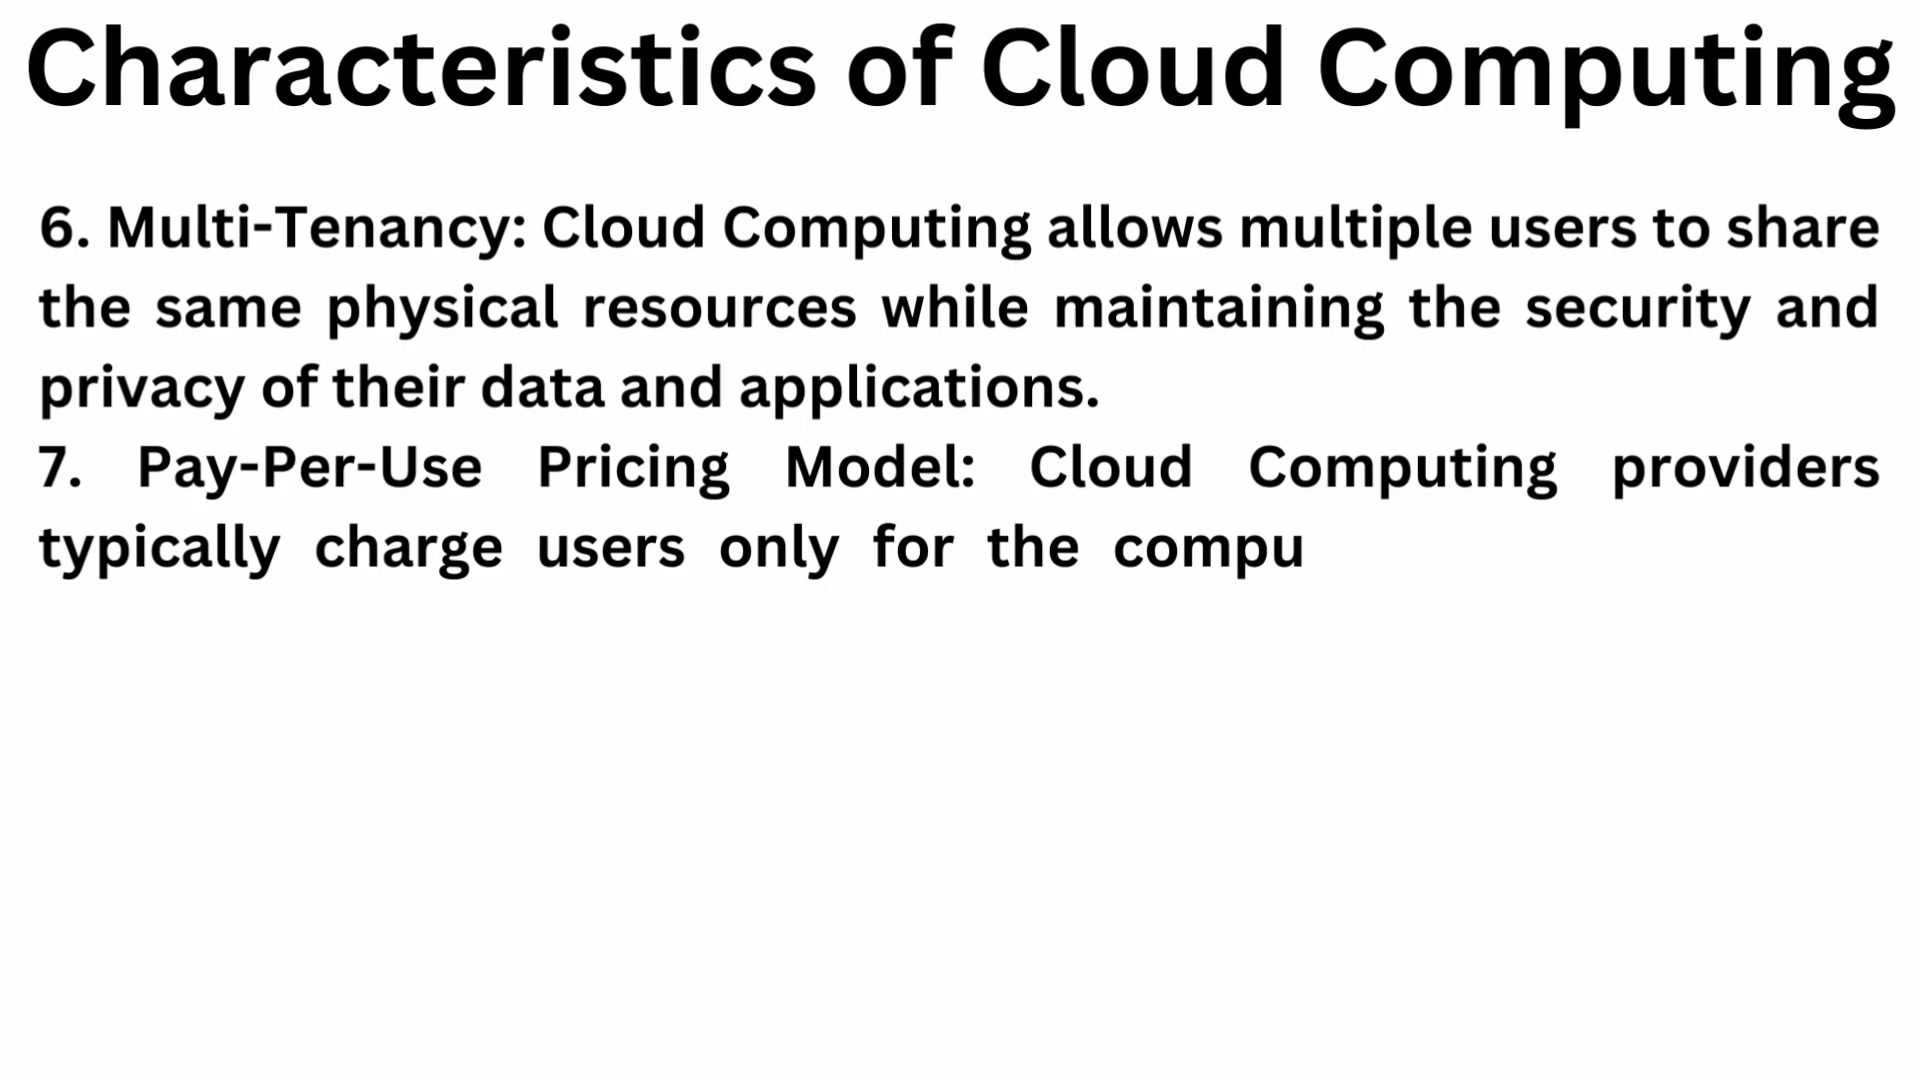 Characteristics of Cloud Computing
6. Multi-Tenancy: Cloud Computing allows multiple users to share
the same physical resources while maintaining the security and
privacy of their data and applications.
7. Pay-Per-Use Pricing Model: Cloud Computing providers
typically charge users only for the compu